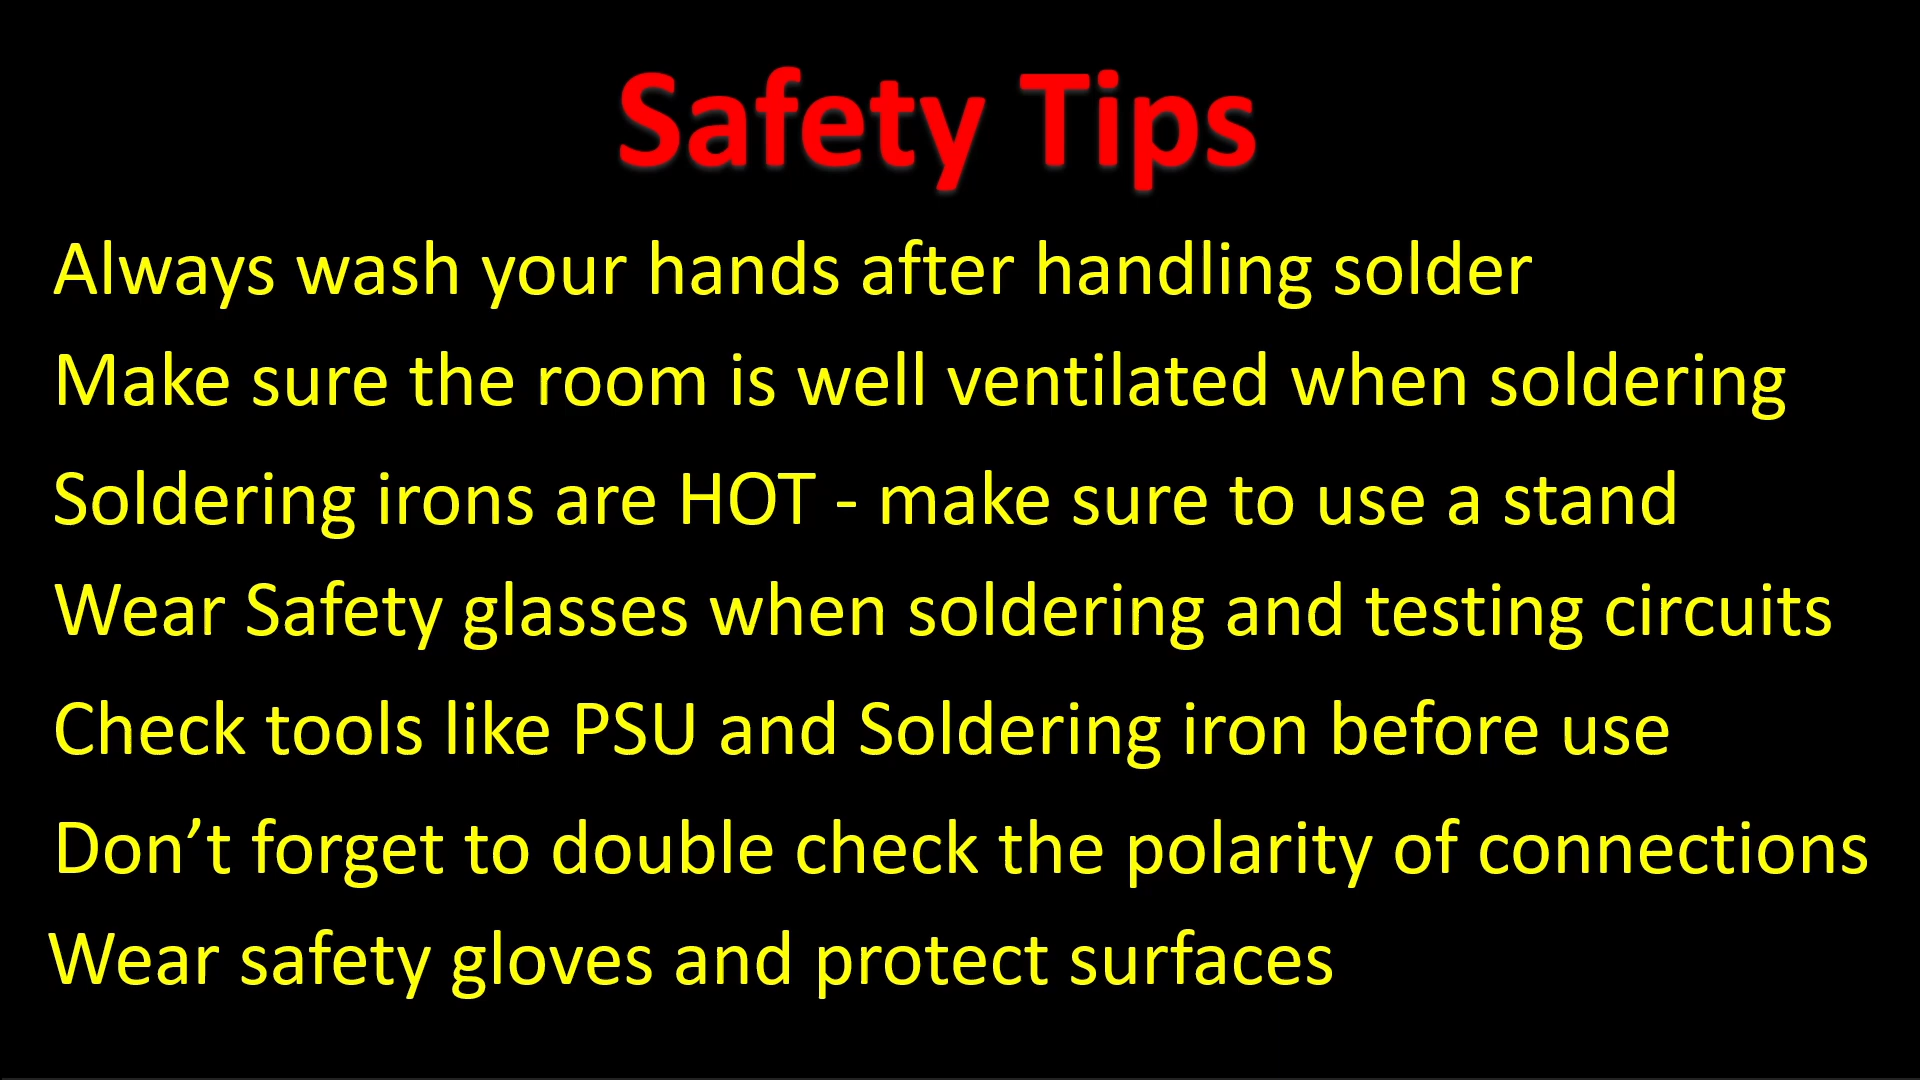 Safety Tips
Always wash your hands after handling solder
Make sure the room is well ventilated when soldering
Soldering irons are HOT - make sure to use a stand
Wear Safety glasses when soldering and testing circuits
Check tools like PSU and Soldering iron before use
Don’t forget to double check the polarity of connections
Wear safety gloves and protect surfaces